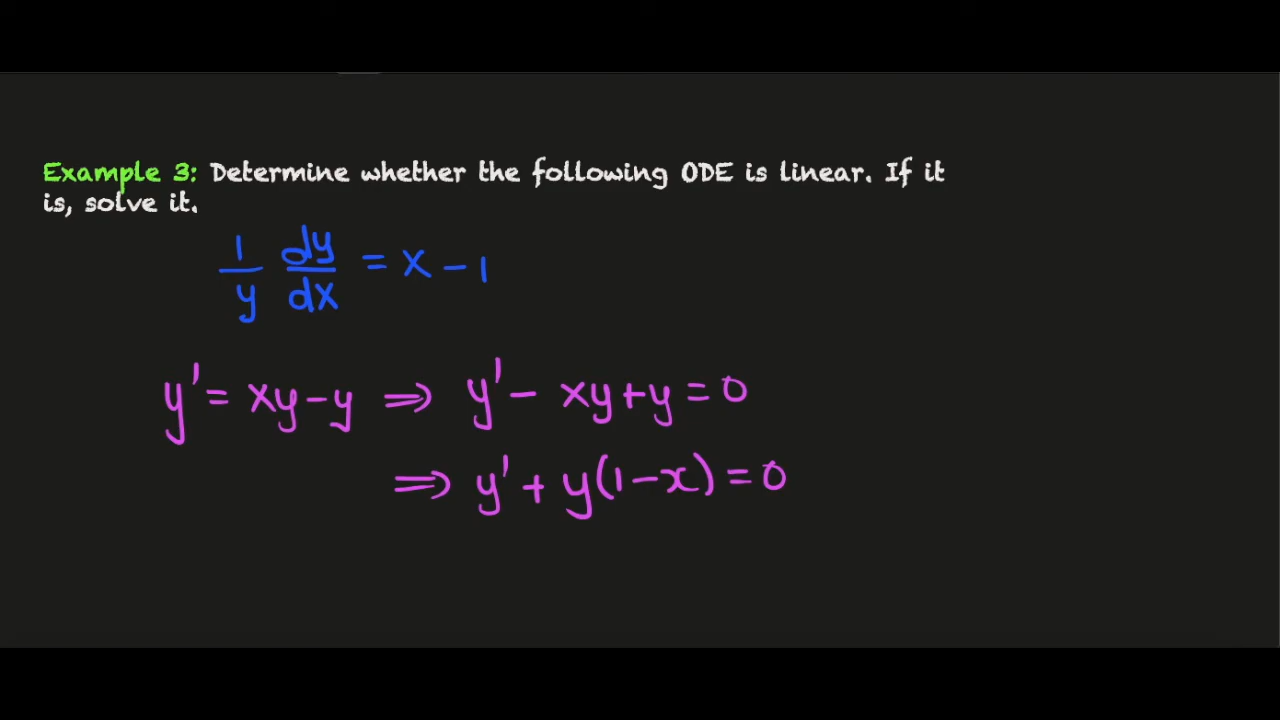 Example 3: Determine whether the following ODE is linear. If it
is, solve it.
1/y dy/dx = x - 1
y' = xy - y ⇒ y' - xy + y = 0
⇒ y' + y(1 - x) = 0